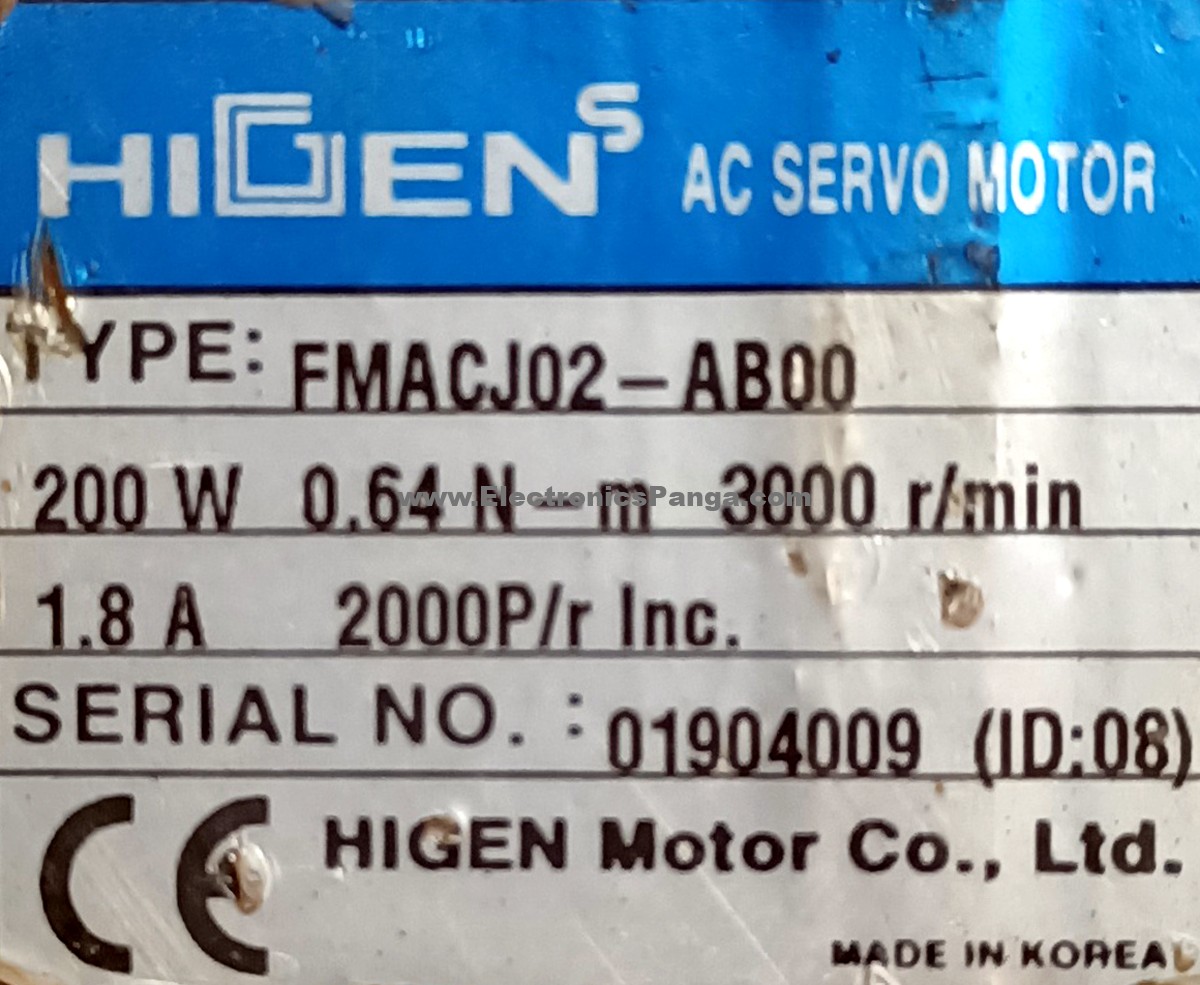 HIGENS AC SERVO MOTOR
TYPE: FMACJ02-AB00
200 W 0.64 N-m 3000 r/min
www.ElectronicsPanga.com
1.8 A 2000P/r Inc.
SERIAL NO. : 01904009 (ID:08)
CE HIGEN Motor Co., Ltd.
MADE IN KOREA